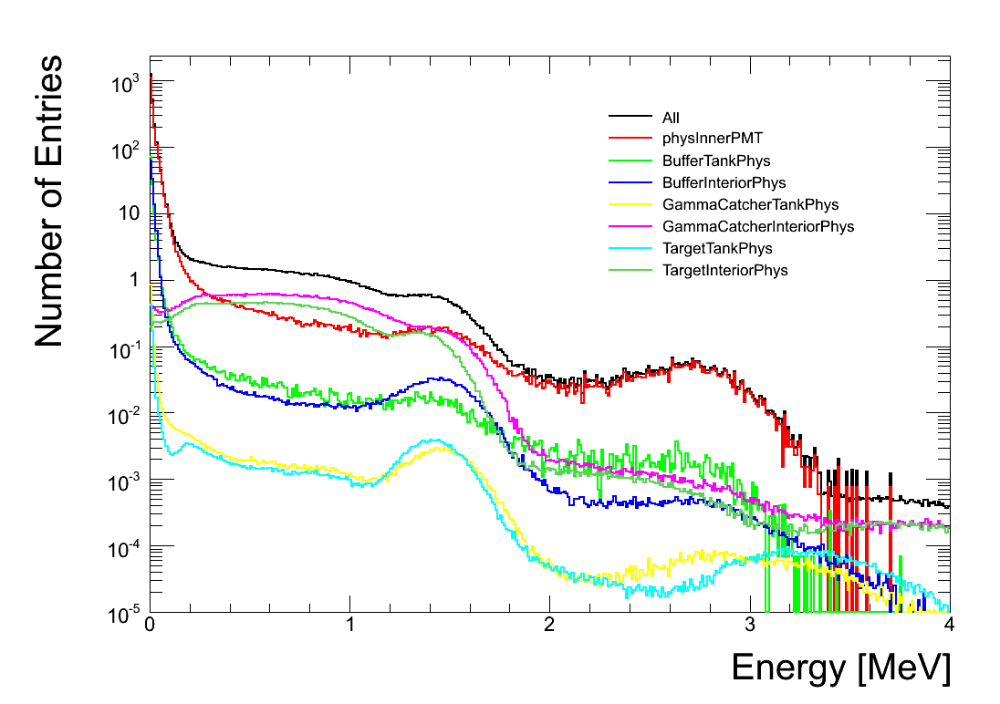 Number of Entries
10³
10²
10
1
10⁻¹
10⁻²
10⁻³
10⁻⁴
10⁻⁵
All
physInnerPMT
BufferTankPhys
BufferInteriorPhys
GammaCatcherTankPhys
GammaCatcherInteriorPhys
TargetTankPhys
TargetInteriorPhys
0 1 2 3 4
Energy [MeV]